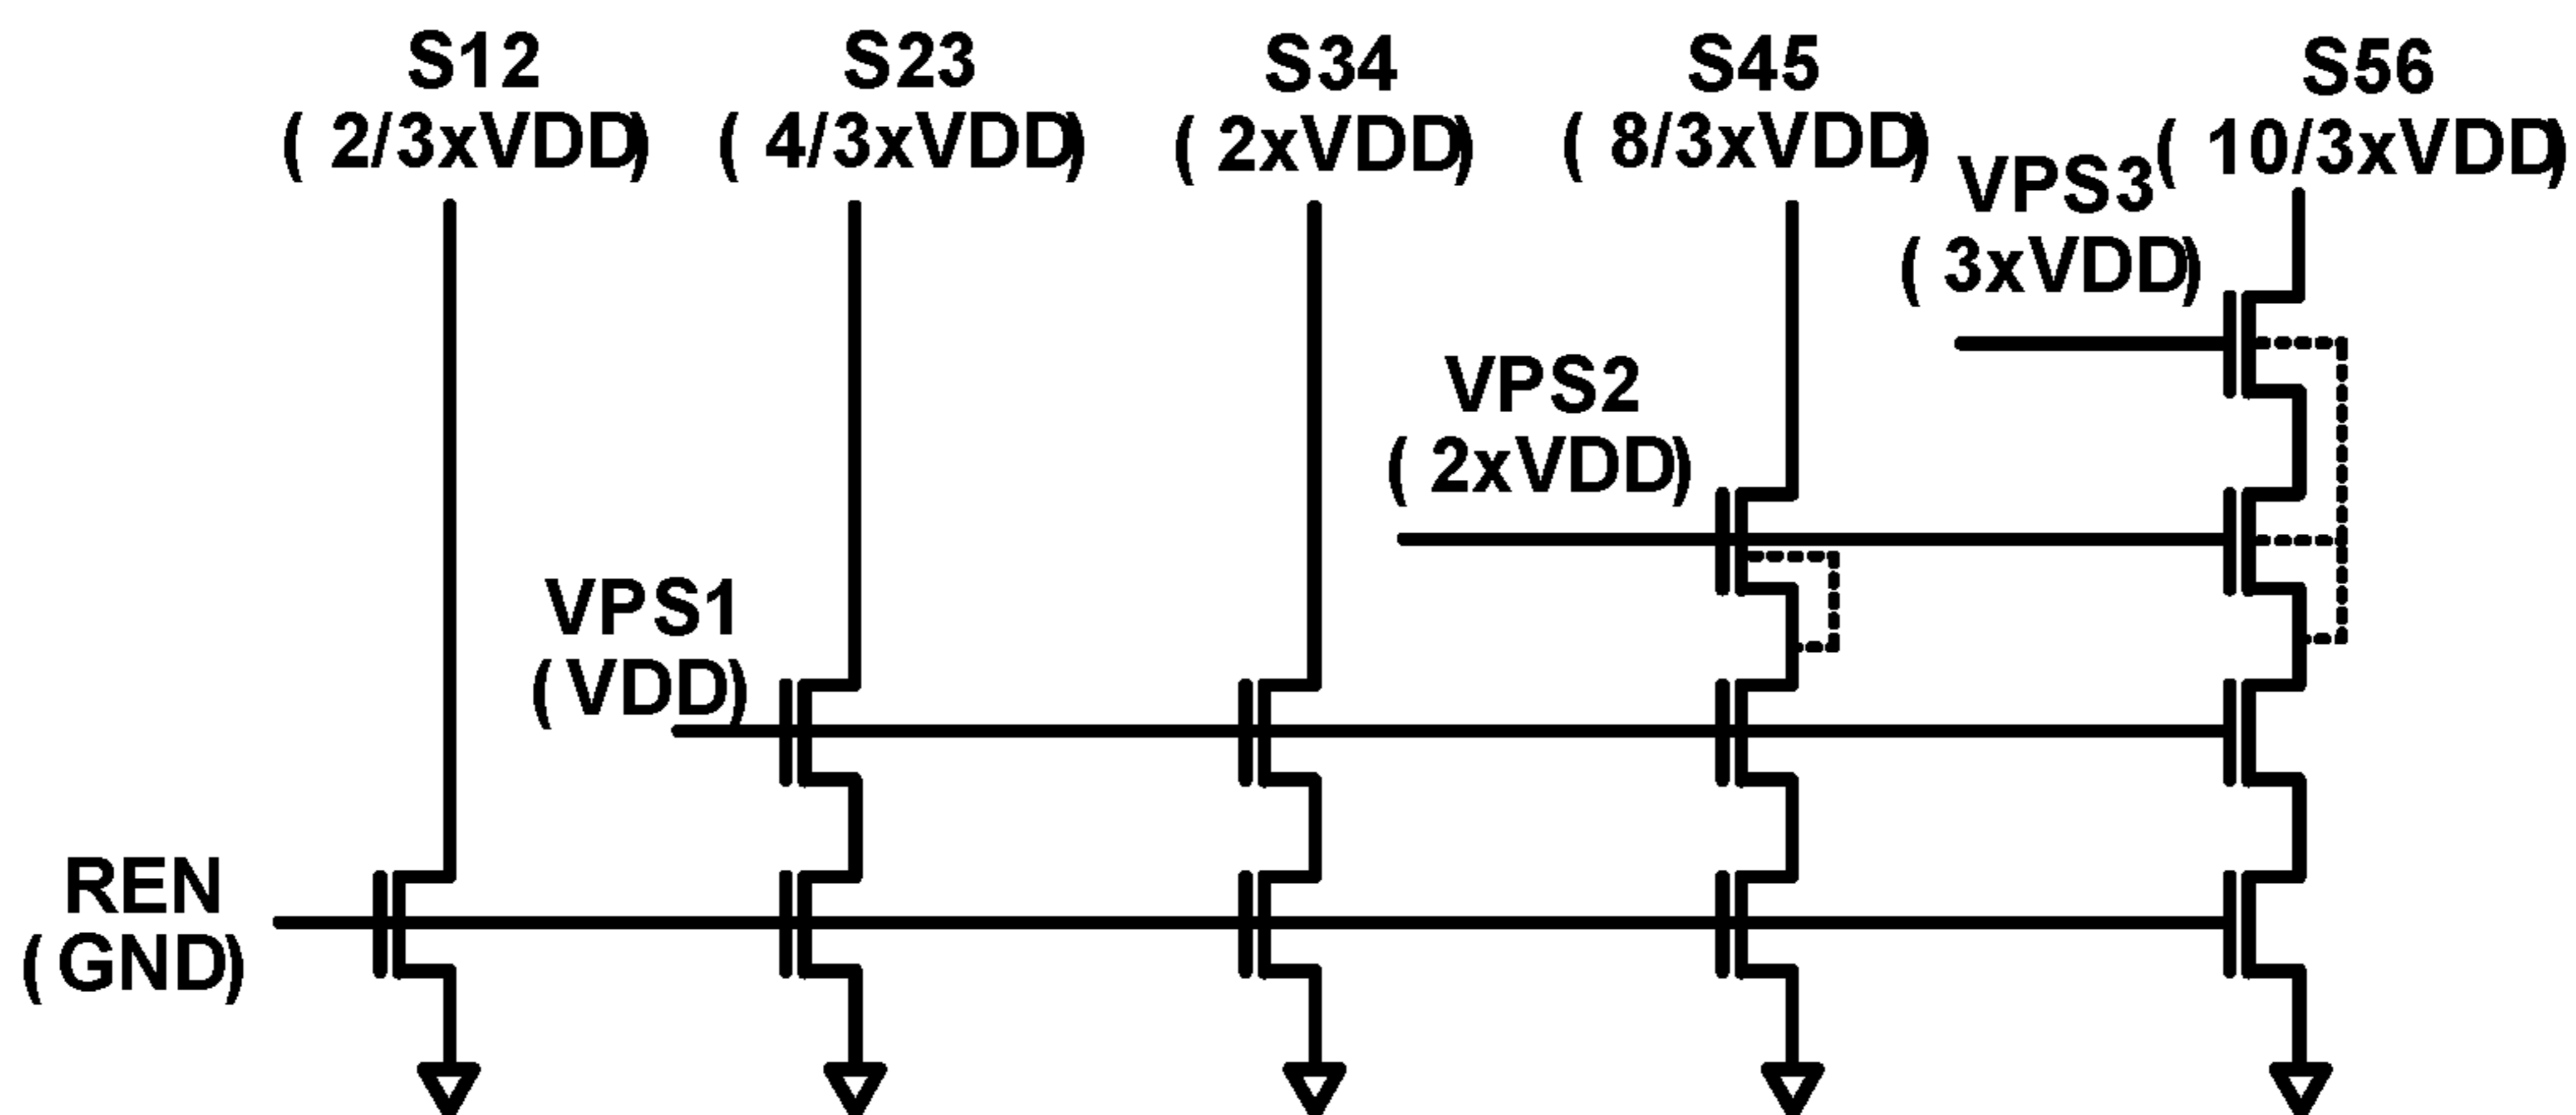 S12
( 2/3xVDD)
S23
( 4/3xVDD)
S34
( 2xVDD)
S45
( 8/3xVDD)
S56
( 10/3xVDD)
VPS3
( 3xVDD)
VPS2
( 2xVDD)
VPS1
( VDD)
REN
( GND)